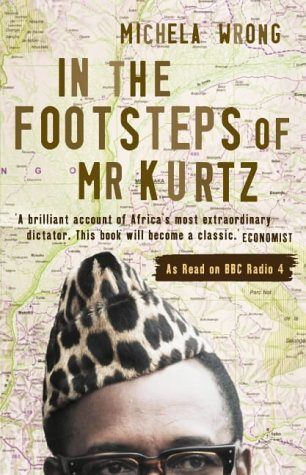 MICHELA WRONG
IN THE
FOOTSTEPS OF
MR KURTZ
'A brilliant account of Africa's most extraordinary
dictator. This book will become a classic. ECONOMIST
As Read on BBC Radio 4
NGO